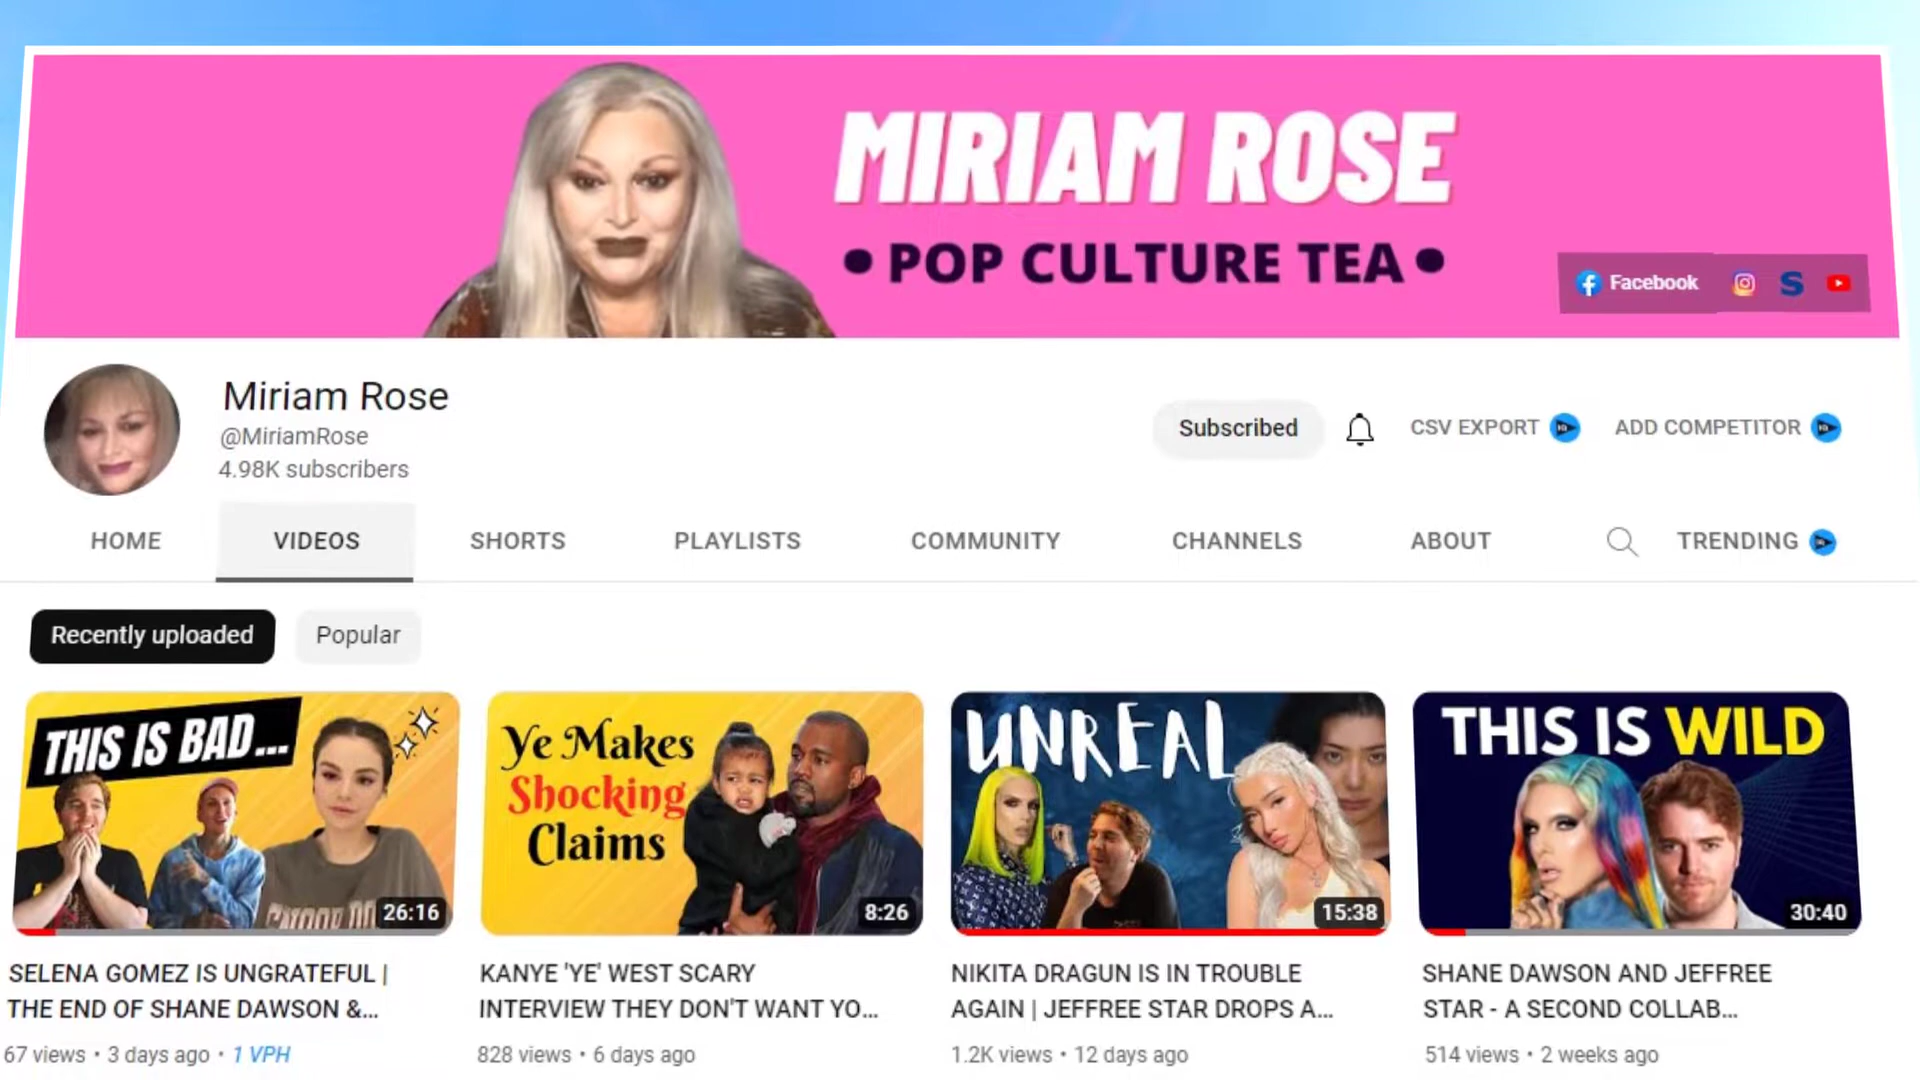 MIRIAM ROSE
• POP CULTURE TEA •
Facebook
Miriam Rose
@MiriamRose
4.98K subscribers
Subscribed
CSV EXPORT
ADD COMPETITOR
HOME
VIDEOS
SHORTS
PLAYLISTS
COMMUNITY
CHANNELS
ABOUT
TRENDING
Recently uploaded
Popular
THIS IS BAD...
26:16
Ye Makes
Shocking
Claims
8:26
UNREAL
15:38
THIS IS WILD
30:40
SELENA GOMEZ IS UNGRATEFUL |
THE END OF SHANE DAWSON &...
67 views • 3 days ago • 1 VPH
KANYE 'YE' WEST SCARY
INTERVIEW THEY DON'T WANT YO...
828 views • 6 days ago
NIKITA DRAGUN IS IN TROUBLE
AGAIN | JEFFREE STAR DROPS A...
1.2K views • 12 days ago
SHANE DAWSON AND JEFFREE
STAR - A SECOND COLLAB...
514 views • 2 weeks ago